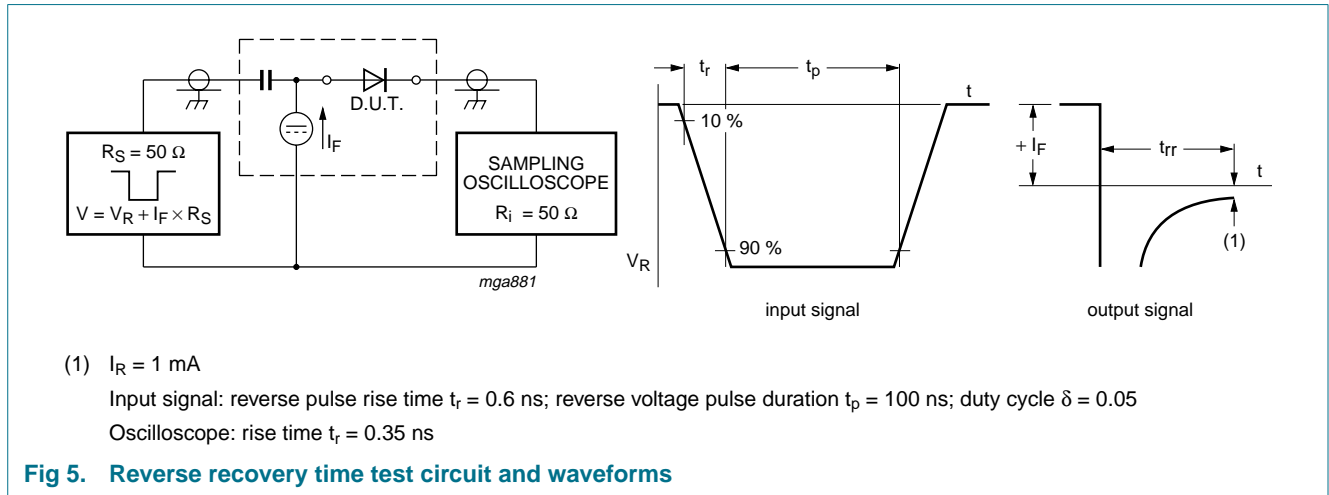 D.U.T.
I_F
R_S = 50 Ω
V = V_R + I_F × R_S
SAMPLING
OSCILLOSCOPE
R_i = 50 Ω
mga881
t_r
t_p
t
10 %
90 %
V_R
input signal
+ I_F
t_rr
t
(1)
output signal
(1) I_R = 1 mA
Input signal: reverse pulse rise time t_r = 0.6 ns; reverse voltage pulse duration t_p = 100 ns; duty cycle δ = 0.05
Oscilloscope: rise time t_r = 0.35 ns
Fig 5. Reverse recovery time test circuit and waveforms